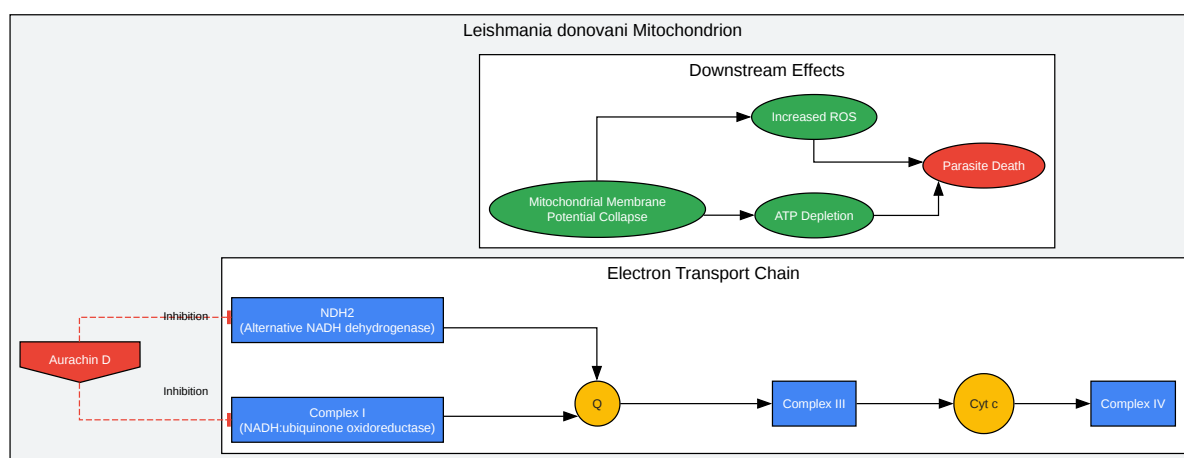 Leishmania donovani Mitochondrion
Downstream Effects
Increased ROS
Parasite Death
Mitochondrial Membrane
Potential Collapse
ATP Depletion
Electron Transport Chain
Inhibition
NDH2
(Alternative NADH dehydrogenase)
Aurachin D
Inhibition
Complex I
(NADH:ubiquinone oxidoreductase)
Q
Complex III
Cyt c
Complex IV